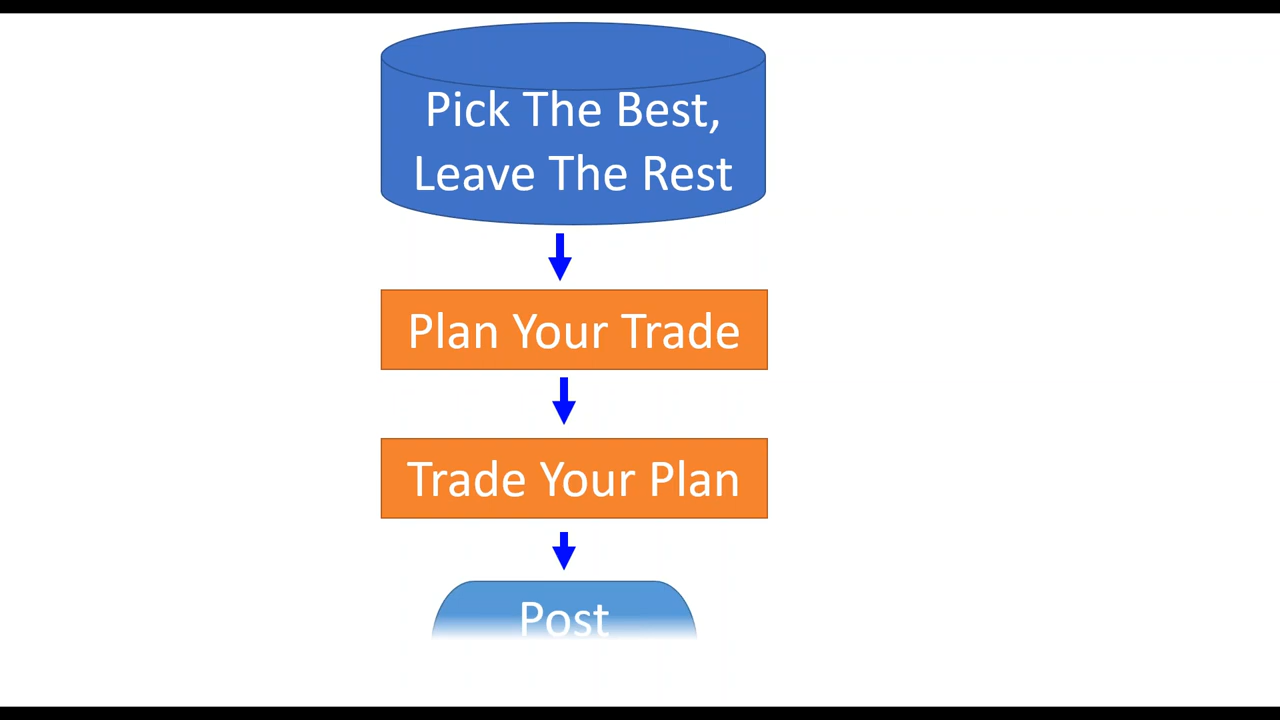 Pick The Best,
Leave The Rest
Plan Your Trade
Trade Your Plan
Post